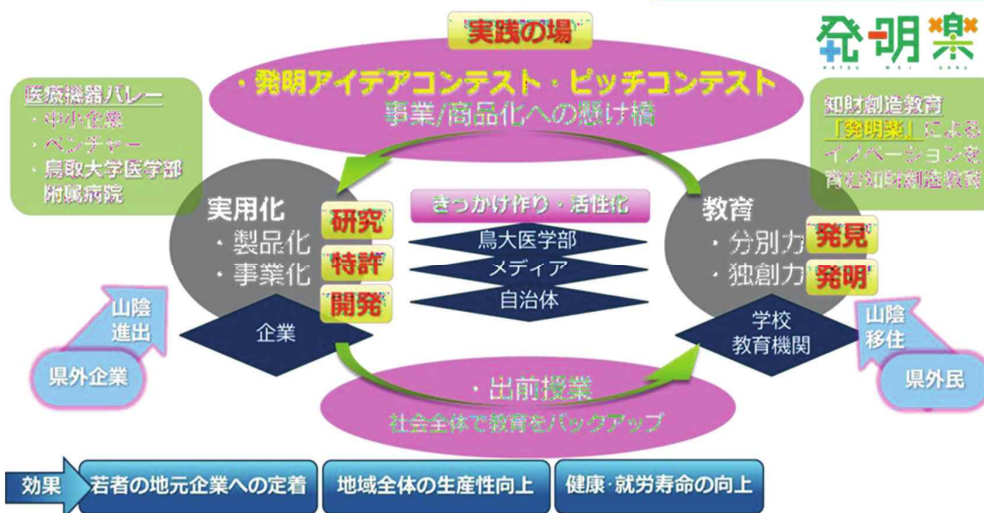 実践の場
発明楽
HATSU MEI GAKU
・発明アイデアコンテスト・ピッチコンテスト
事業/商品化への懸け橋
医療機器バレー
・中小企業
・ベンチャー
・鳥取大学医学部
附属病院
知財創造教育
「発明楽」による
イノベーションを
育む知財創造教育
実用化
・製品化
・事業化
研究
特許
開発
きっかけ作り・活性化
鳥大医学部
メディア
自治体
教育
・分別力
・独創力
発見
発明
山陰
進出
県外企業
企業
学校
教育機関
山陰
移住
県外民
・出前授業
社会全体で教育をバックアップ
効果
若者の地元企業への定着
地域全体の生産性向上
健康・就労寿命の向上